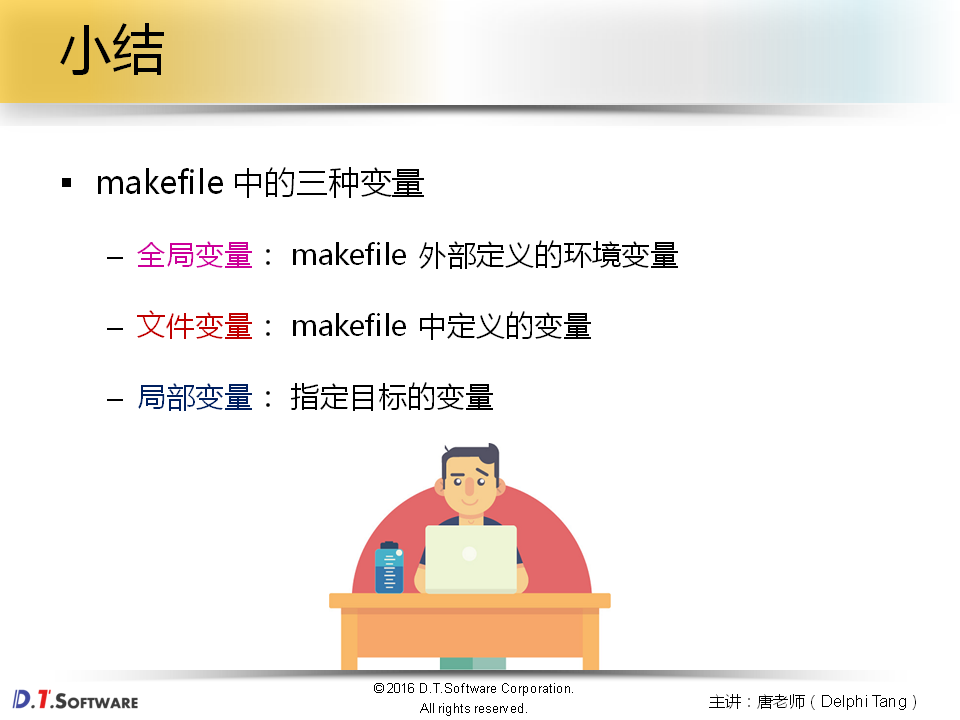 小结
▪ makefile 中的三种变量
– 全局变量： makefile 外部定义的环境变量
– 文件变量： makefile 中定义的变量
– 局部变量： 指定目标的变量
D.T.SOFTWARE
©2016 D.T.Software Corporation.
All rights reserved.
主讲：唐老师（Delphi Tang）